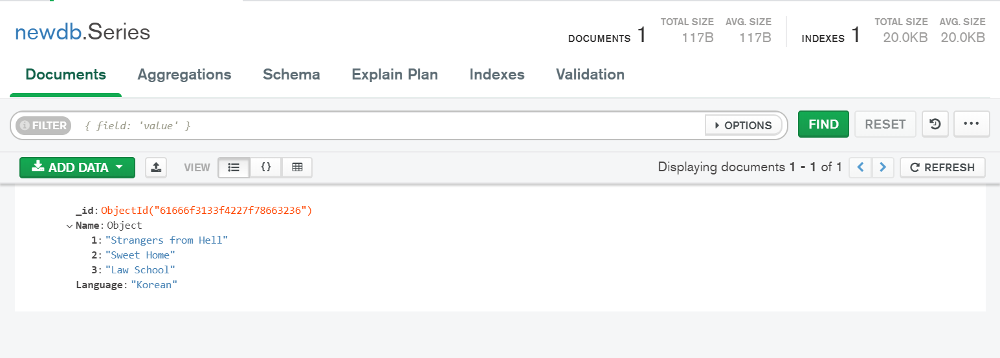 newdb.Series
DOCUMENTS 1 TOTAL SIZE 117B AVG. SIZE 117B INDEXES 1 TOTAL SIZE 20.0KB AVG. SIZE 20.0KB
Documents Aggregations Schema Explain Plan Indexes Validation
FILTER { field: 'value' } OPTIONS FIND RESET ···
ADD DATA VIEW {} Displaying documents 1 - 1 of 1 < > REFRESH
_id: ObjectId("61666f3133f4227f78663236")
Name: Object
1: "Strangers from Hell"
2: "Sweet Home"
3: "Law School"
Language: "Korean"